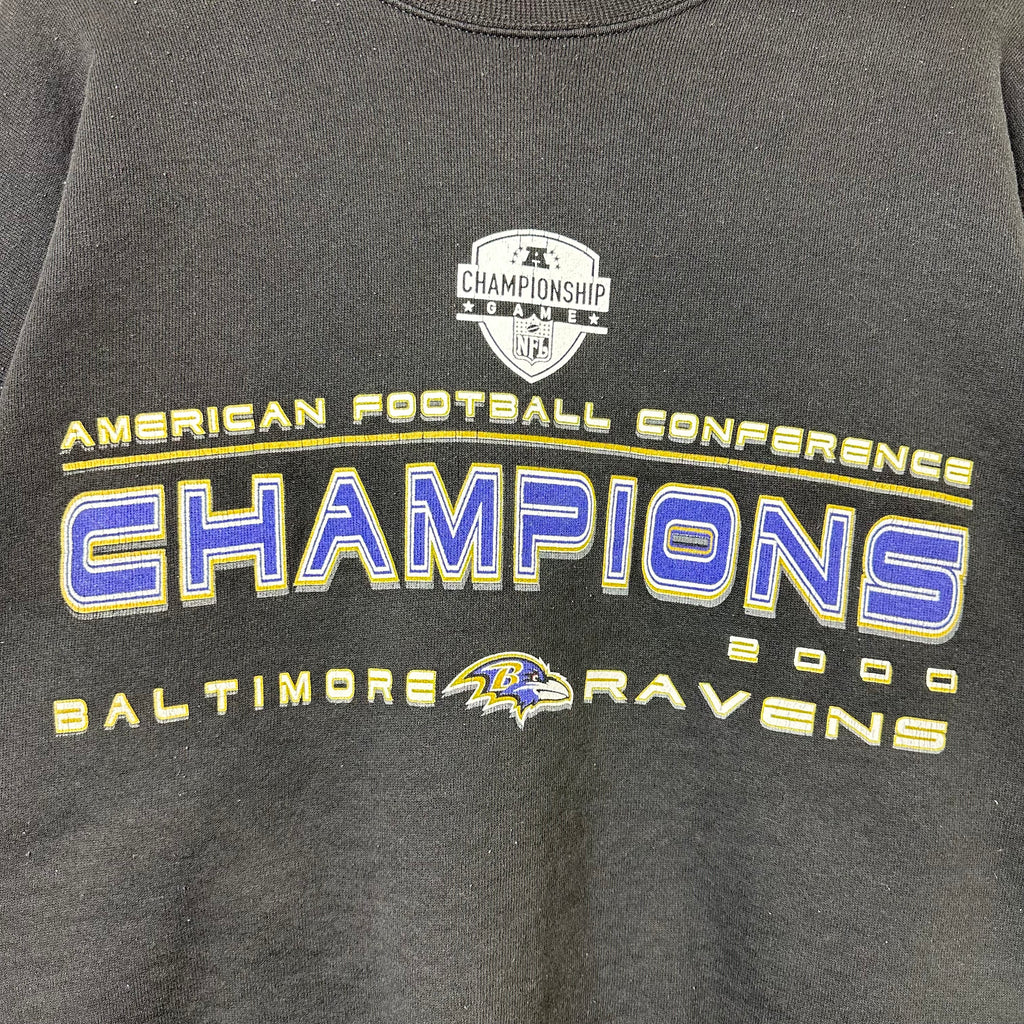 A
CHAMPIONSHIP
GAME
NFL
AMERICAN FOOTBALL CONFERENCE
CHAMPIONS
2000
BALTIMORE B RAVENS